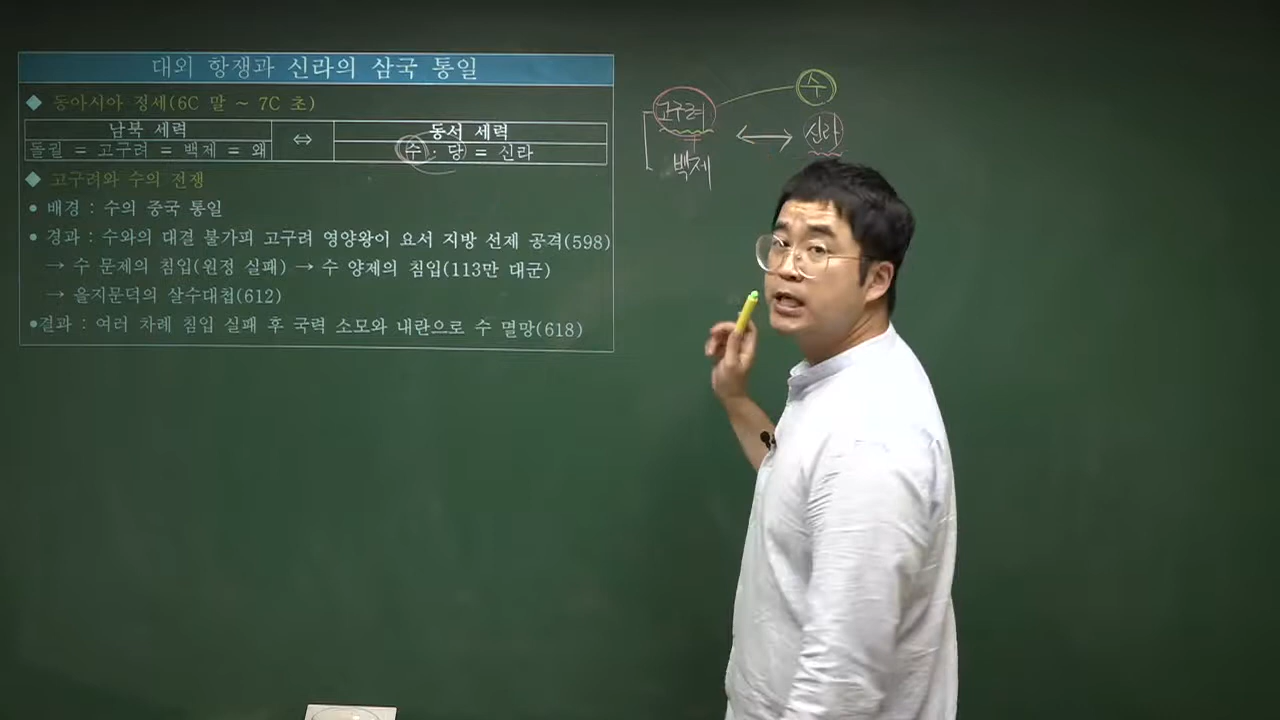 대외 항쟁과 신라의 삼국 통일
◆ 동아시아 정세(6C 말 ~ 7C 초)
남북 세력 ⇔ 동서 세력
돌궐 = 고구려 = 백제 = 왜 수 · 당 = 신라
◆ 고구려와 수의 전쟁
• 배경 : 수의 중국 통일
• 경과 : 수와의 대결 불가피 고구려 영양왕이 요서 지방 선제 공격(598)
→ 수 문제의 침입(원정 실패) → 수 양제의 침입(113만 대군)
→ 을지문덕의 살수대첩(612)
•결과 : 여러 차례 침입 실패 후 국력 소모와 내란으로 수 멸망(618)
수
고구려 ↔ 신라
백제